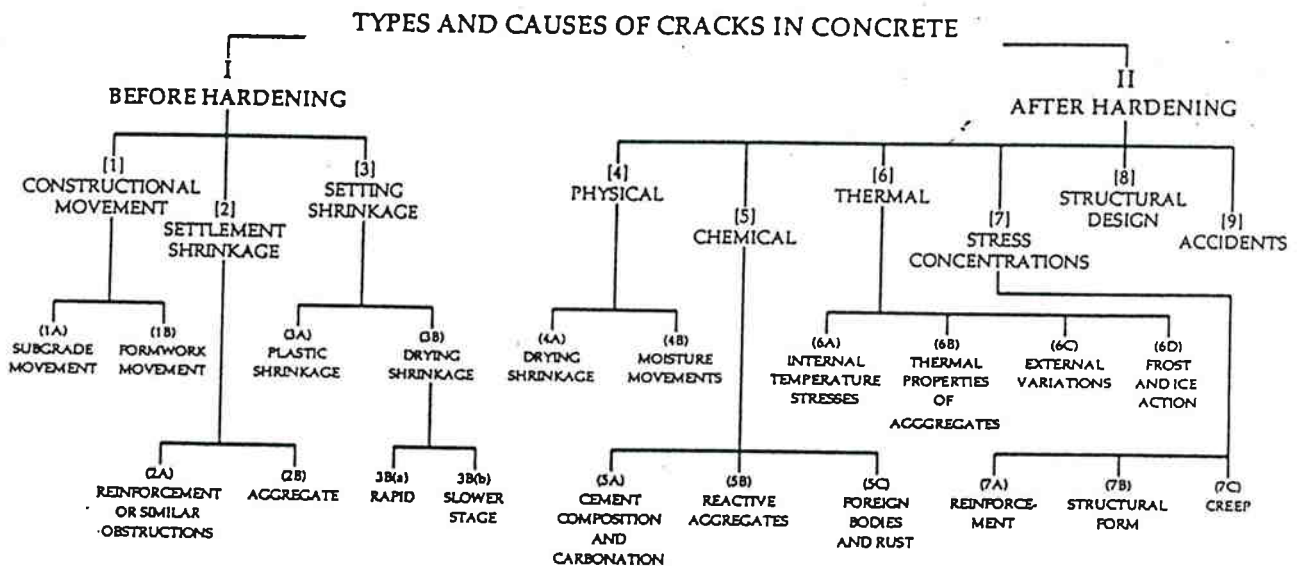 TYPES AND CAUSES OF CRACKS IN CONCRETE
I
BEFORE HARDENING
II
AFTER HARDENING
[1]
CONSTRUCTIONAL
MOVEMENT
[2]
SETTLEMENT
SHRINKAGE
[3]
SETTING
SHRINKAGE
[4]
PHYSICAL
[5]
CHEMICAL
[6]
THERMAL
[7]
STRESS
CONCENTRATIONS
[8]
STRUCTURAL
DESIGN
[9]
ACCIDENTS
(1A)
SUBGRADE
MOVEMENT
(1B)
FORMWORK
MOVEMENT
(3A)
PLASTIC
SHRINKAGE
(3B)
DRYING
SHRINKAGE
(4A)
DRYING
SHRINKAGE
(4B)
MOISTURE
MOVEMENTS
(6A)
INTERNAL
TEMPERATURE
STRESSES
(6B)
THERMAL
PROPERTIES
OF
AGGGREGATES
(6C)
EXTERNAL
VARIATIONS
(6D)
FROST
AND ICE
ACTION
(2A)
REINFORCEMENT
OR SIMILAR
OBSTRUCTIONS
(2B)
AGGREGATE
3B(a)
RAPID
3B(b)
SLOWER
STAGE
(5A)
CEMENT
COMPOSITION
AND
CARBONATION
(5B)
REACTIVE
AGGREGATES
(5C)
FOREIGN
BODIES
AND RUST
(7A)
REINFORCE-
MENT
(7B)
STRUCTURAL
FORM
(7C)
CREEP